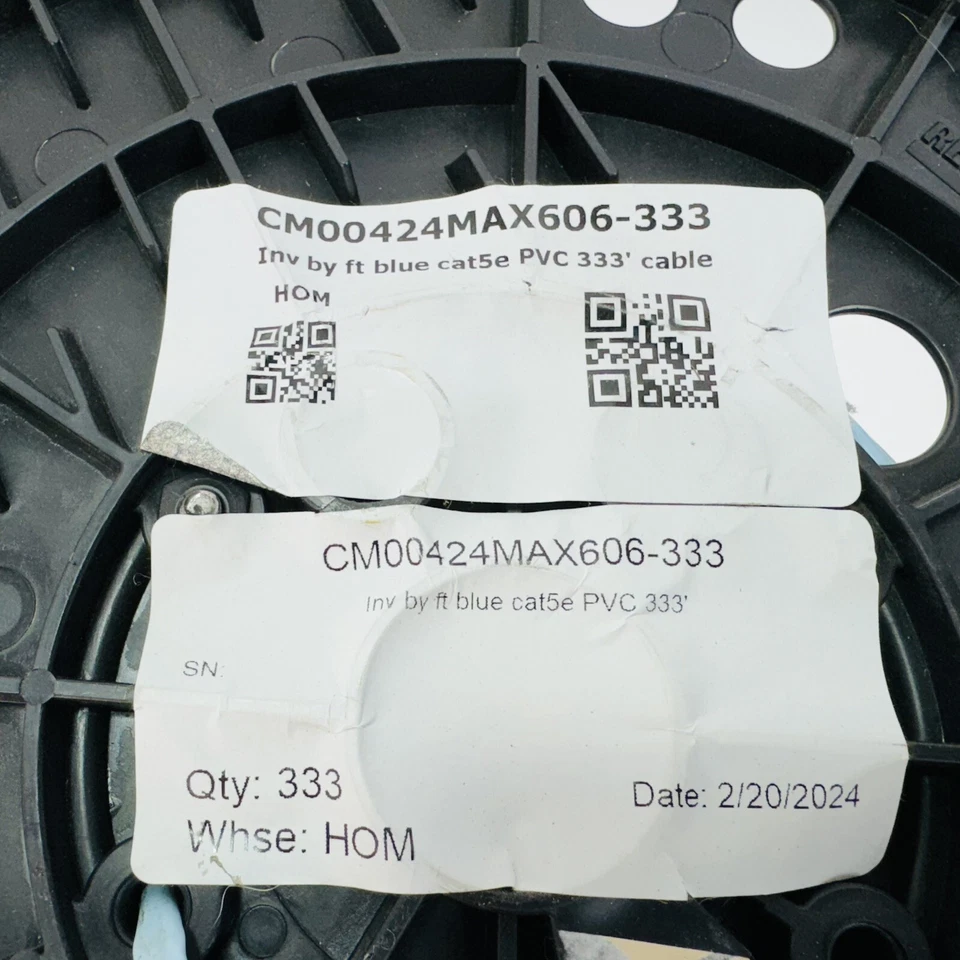 CM00424MAX606-333
Inv by ft blue cat5e PVC 333' cable
HOM
CM00424MAX606-333
Inv by ft blue cat5e PVC 333'
SN:
Qty: 333
Date: 2/20/2024
Whse: HOM